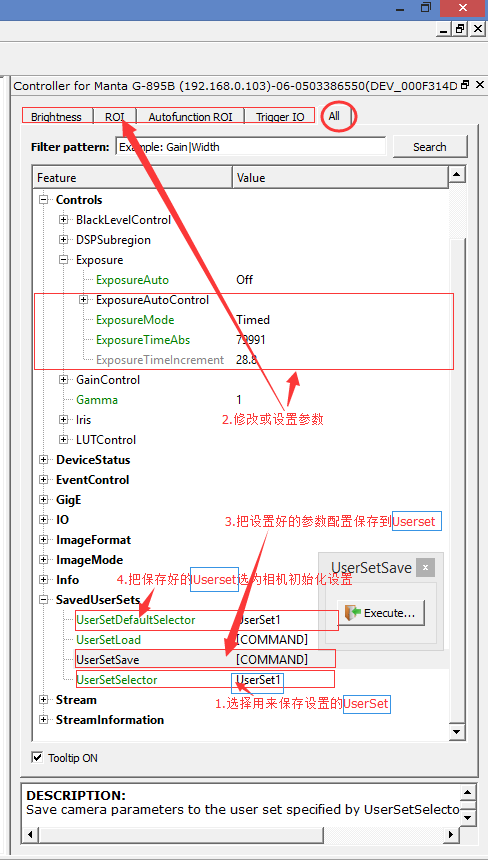 Controller for Manta G-895B (192.168.0.103)-06-0503386550(DEV_000F314D
Brightness ROI Autofunction ROI Trigger IO All
Filter pattern: Example: Gain|Width Search
Feature Value
Controls
BlackLevelControl
DSPSubregion
Exposure
ExposureAuto Off
ExposureAutoControl
ExposureMode Timed
ExposureTimeAbs 79991
ExposureTimeIncrement 28.8
GainControl
Gamma 1
Iris
2.修改或设置参数
LUTControl
DeviceStatus
EventControl
GigE
IO
3.把设置好的参数配置保存到Userset
ImageFormat
ImageMode
UserSetSave
Info
4.把保存好的Userset选为相机初始化设置
SavedUserSets
UserSetDefaultSelector UserSet1
Execute...
UserSetLoad [COMMAND]
UserSetSave [COMMAND]
UserSetSelector UserSet1
1.选择用来保存设置的UserSet
Stream
StreamInformation
Tooltip ON
DESCRIPTION:
Save camera parameters to the user set specified by UserSetSelecto